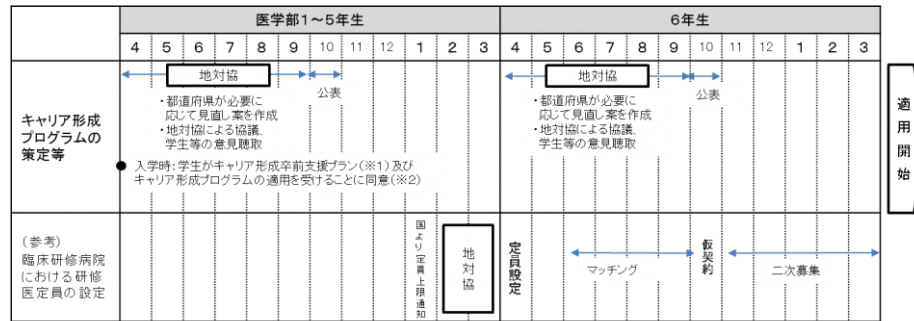 医学部1~5年生
6年生
4 5 6 7 8 9 10 11 12 1 2 3
4 5 6 7 8 9 10 11 12 1 2 3
キャリア形成
プログラムの
策定等
地対協
公表
・都道府県が必要に
応じて見直し案を作成
・地対協による協議、
学生等の意見聴取
● 入学時:学生がキャリア形成卒前支援プラン(※1)及び
キャリア形成プログラムの適用を受けることに同意(※2)
地対協
公表
・都道府県が必要に
応じて見直し案を作成
・地対協による協議、
学生等の意見聴取
適用開始
(参考)
臨床研修病院
における研修
医定員の設定
国より定員上限通知
地対協
定員設定
マッチング
仮契約
二次募集